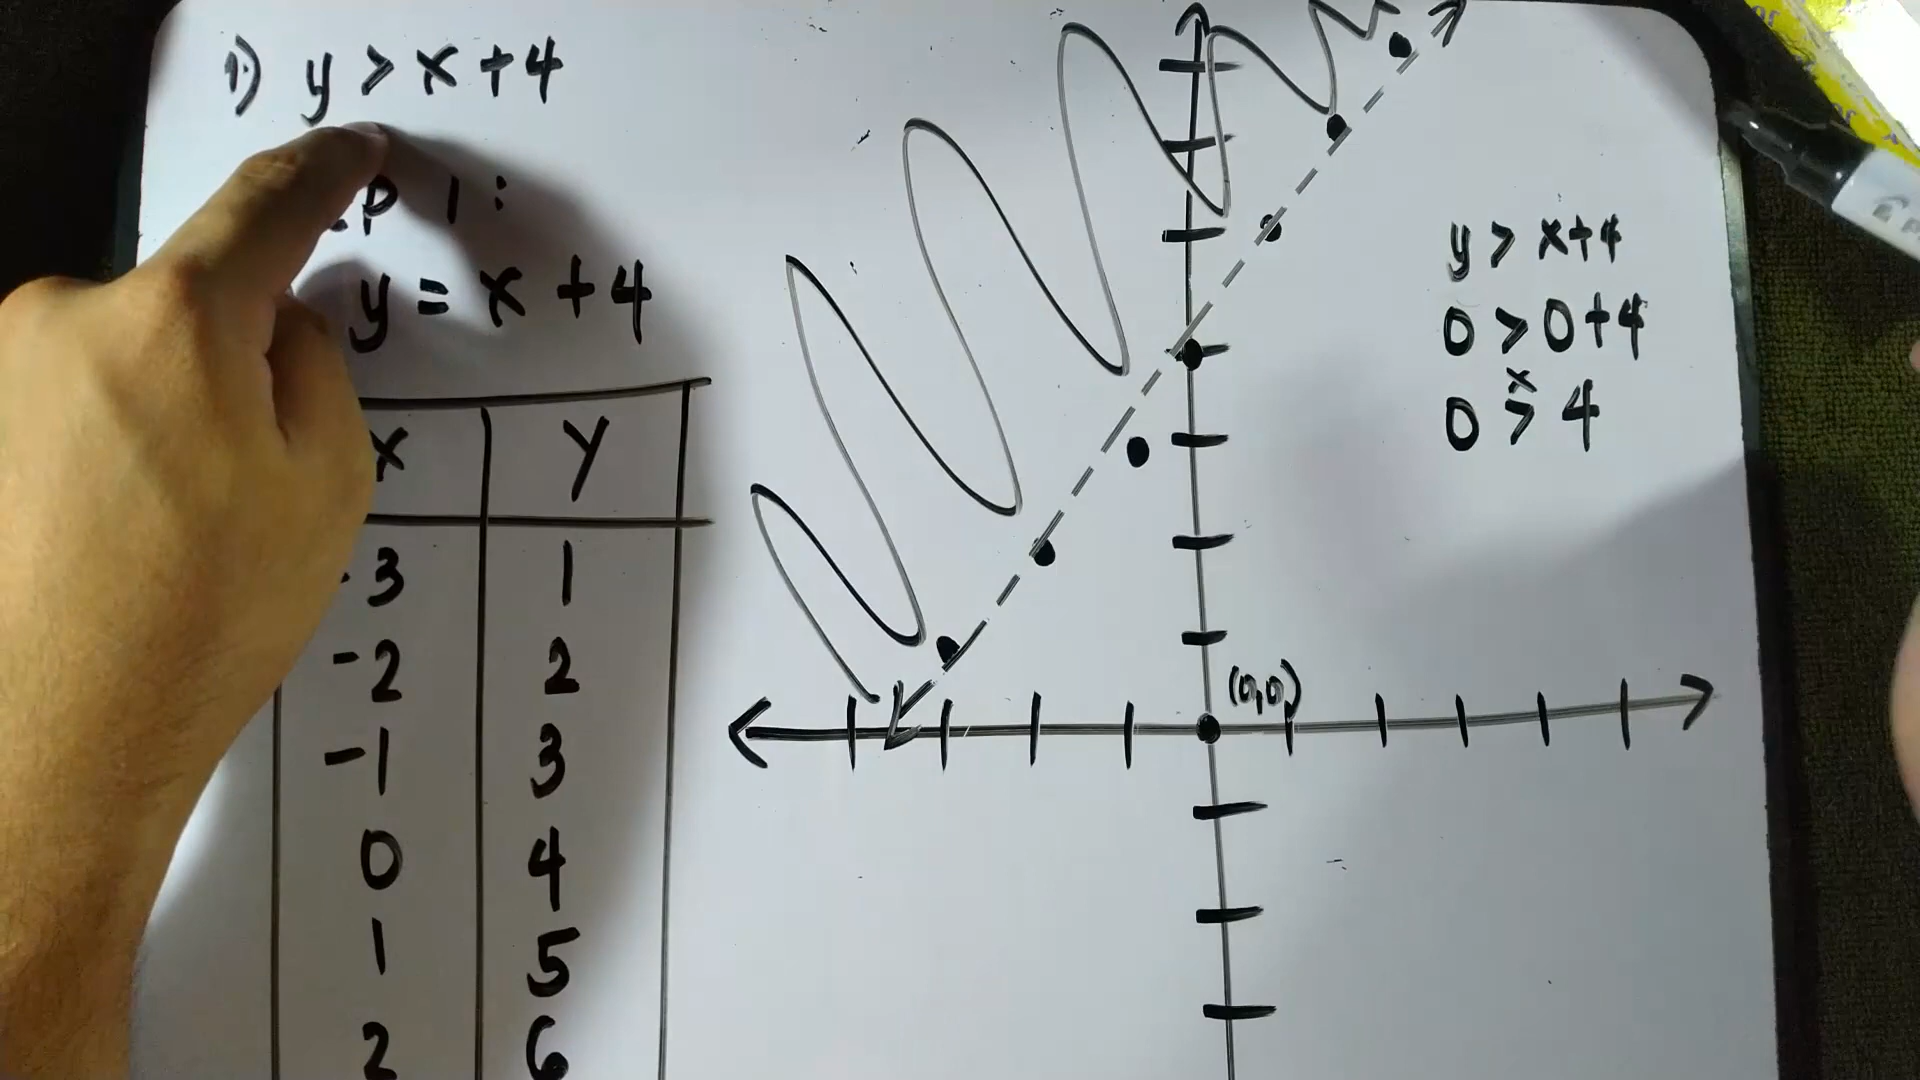 1.) y > x + 4
p 1 :
y = x + 4
x y
-3 1
-2 2
-1 3
0 4
1 5
2 6
y > x+4
0 > 0+4
x
0 > 4
(0,0)